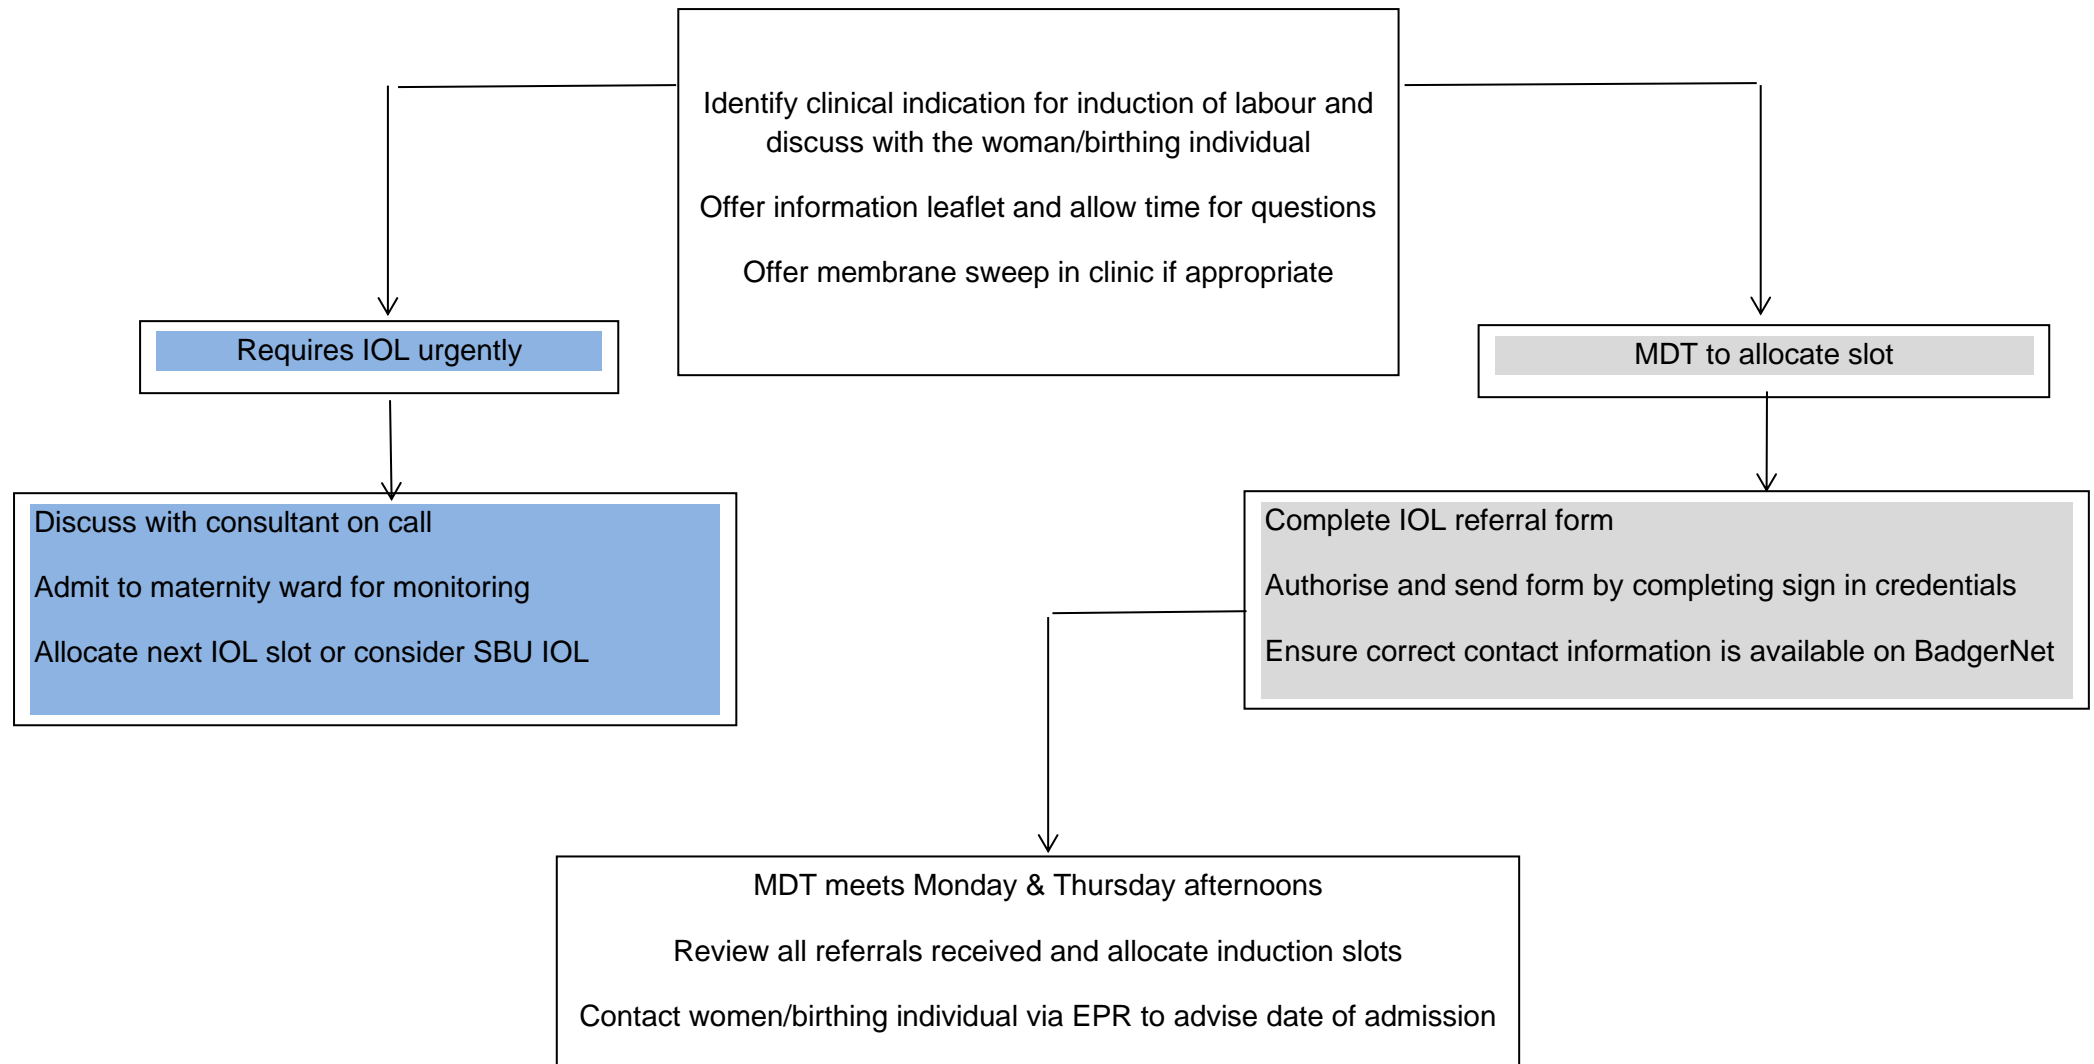 Identify clinical indication for induction of labour and
discuss with the woman/birthing individual
Offer information leaflet and allow time for questions
Offer membrane sweep in clinic if appropriate
Requires IOL urgently
MDT to allocate slot
Discuss with consultant on call
Admit to maternity ward for monitoring
Allocate next IOL slot or consider SBU IOL
Complete IOL referral form
Authorise and send form by completing sign in credentials
Ensure correct contact information is available on BadgerNet
MDT meets Monday & Thursday afternoons
Review all referrals received and allocate induction slots
Contact women/birthing individual via EPR to advise date of admission